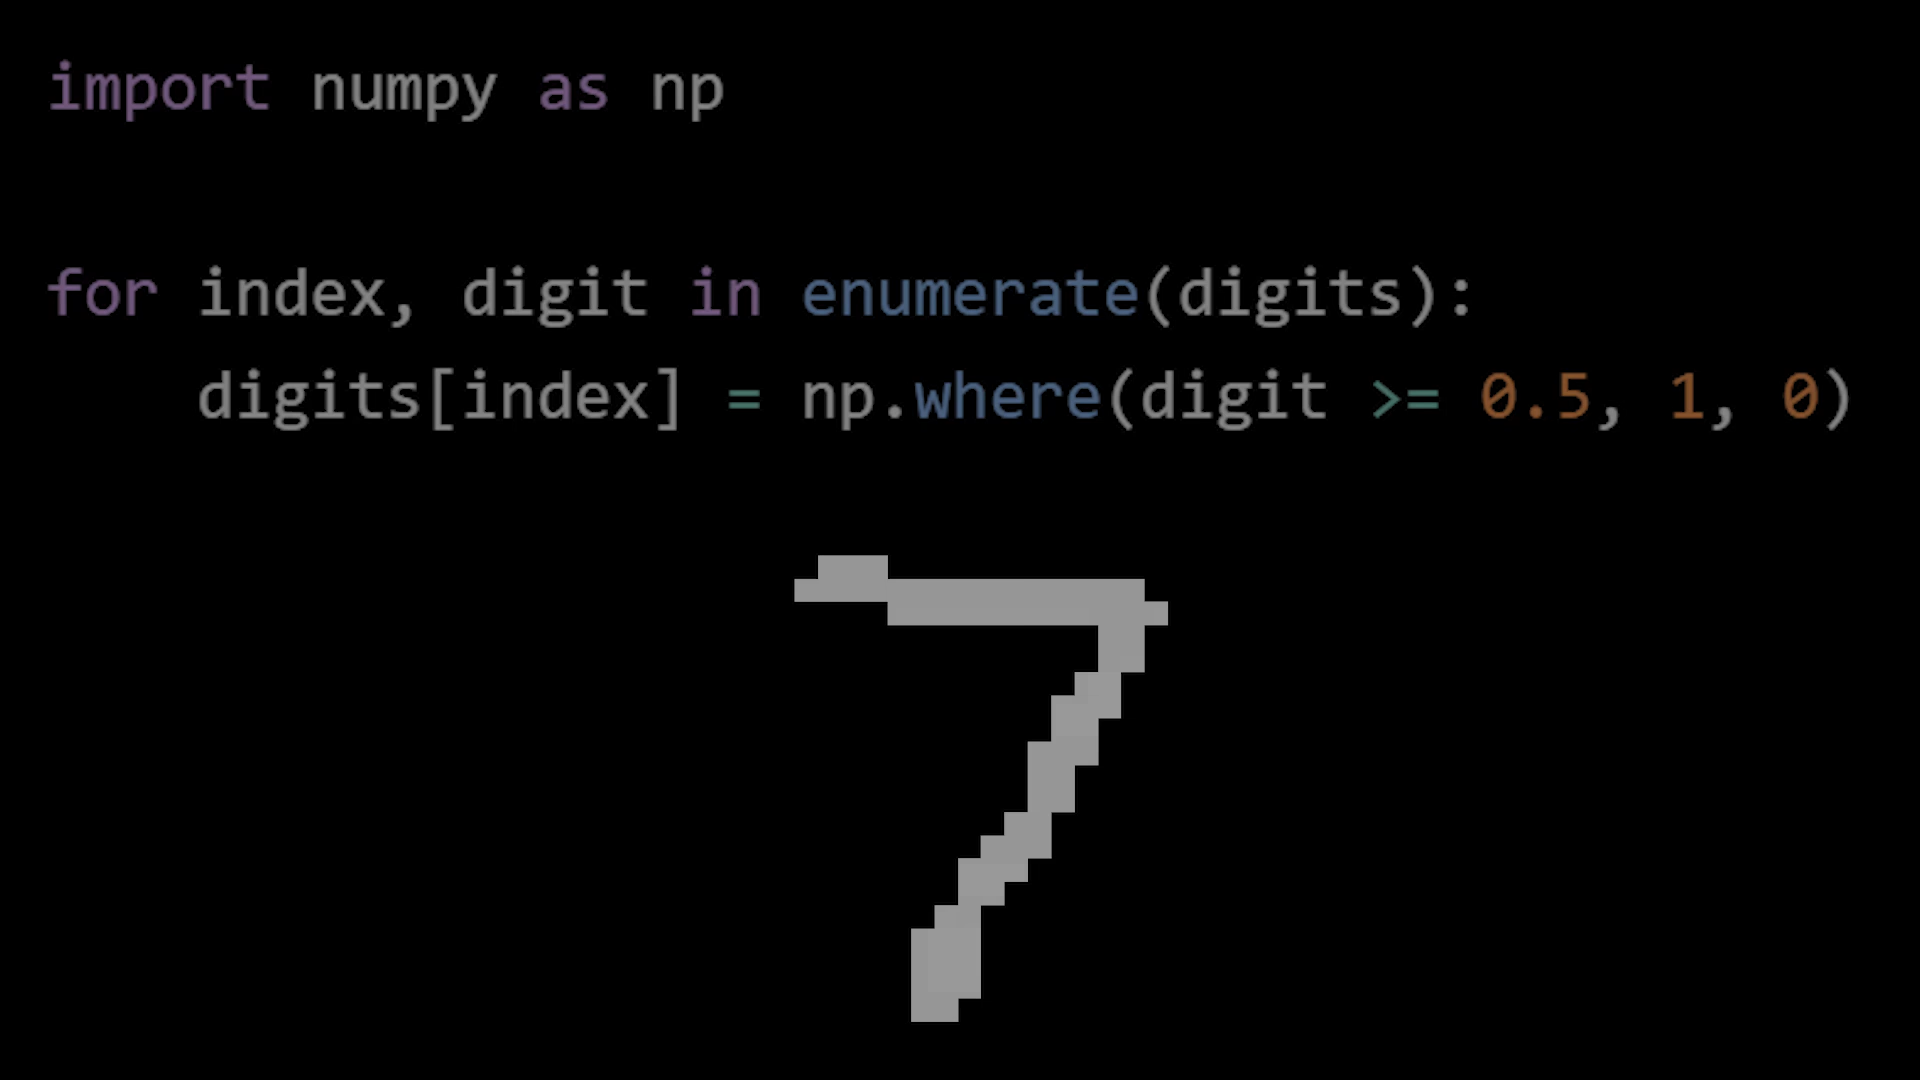 import numpy as np
for index, digit in enumerate(digits):
    digits[index] = np.where(digit >= 0.5, 1, 0)
7